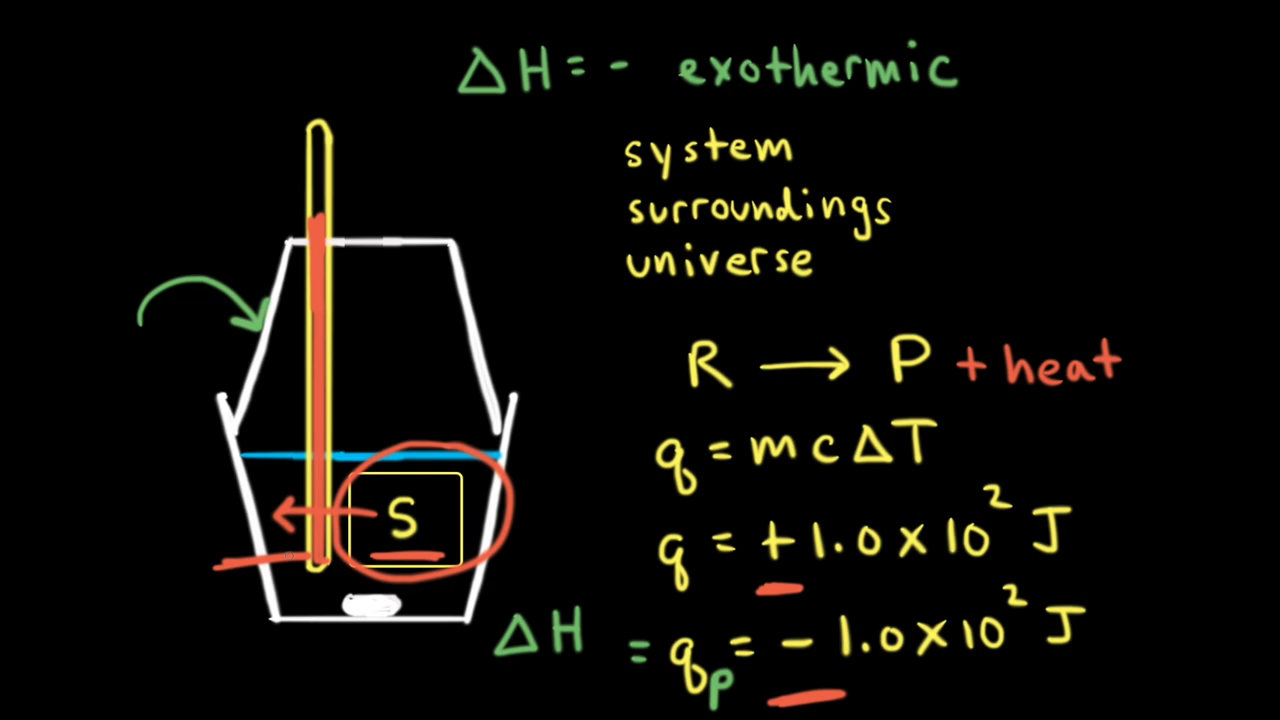 ΔH = - exothermic
system
surroundings
universe
R → P + heat
q = mcΔT
S
q = +1.0 x 10² J
ΔH = qₚ = -1.0 x 10² J